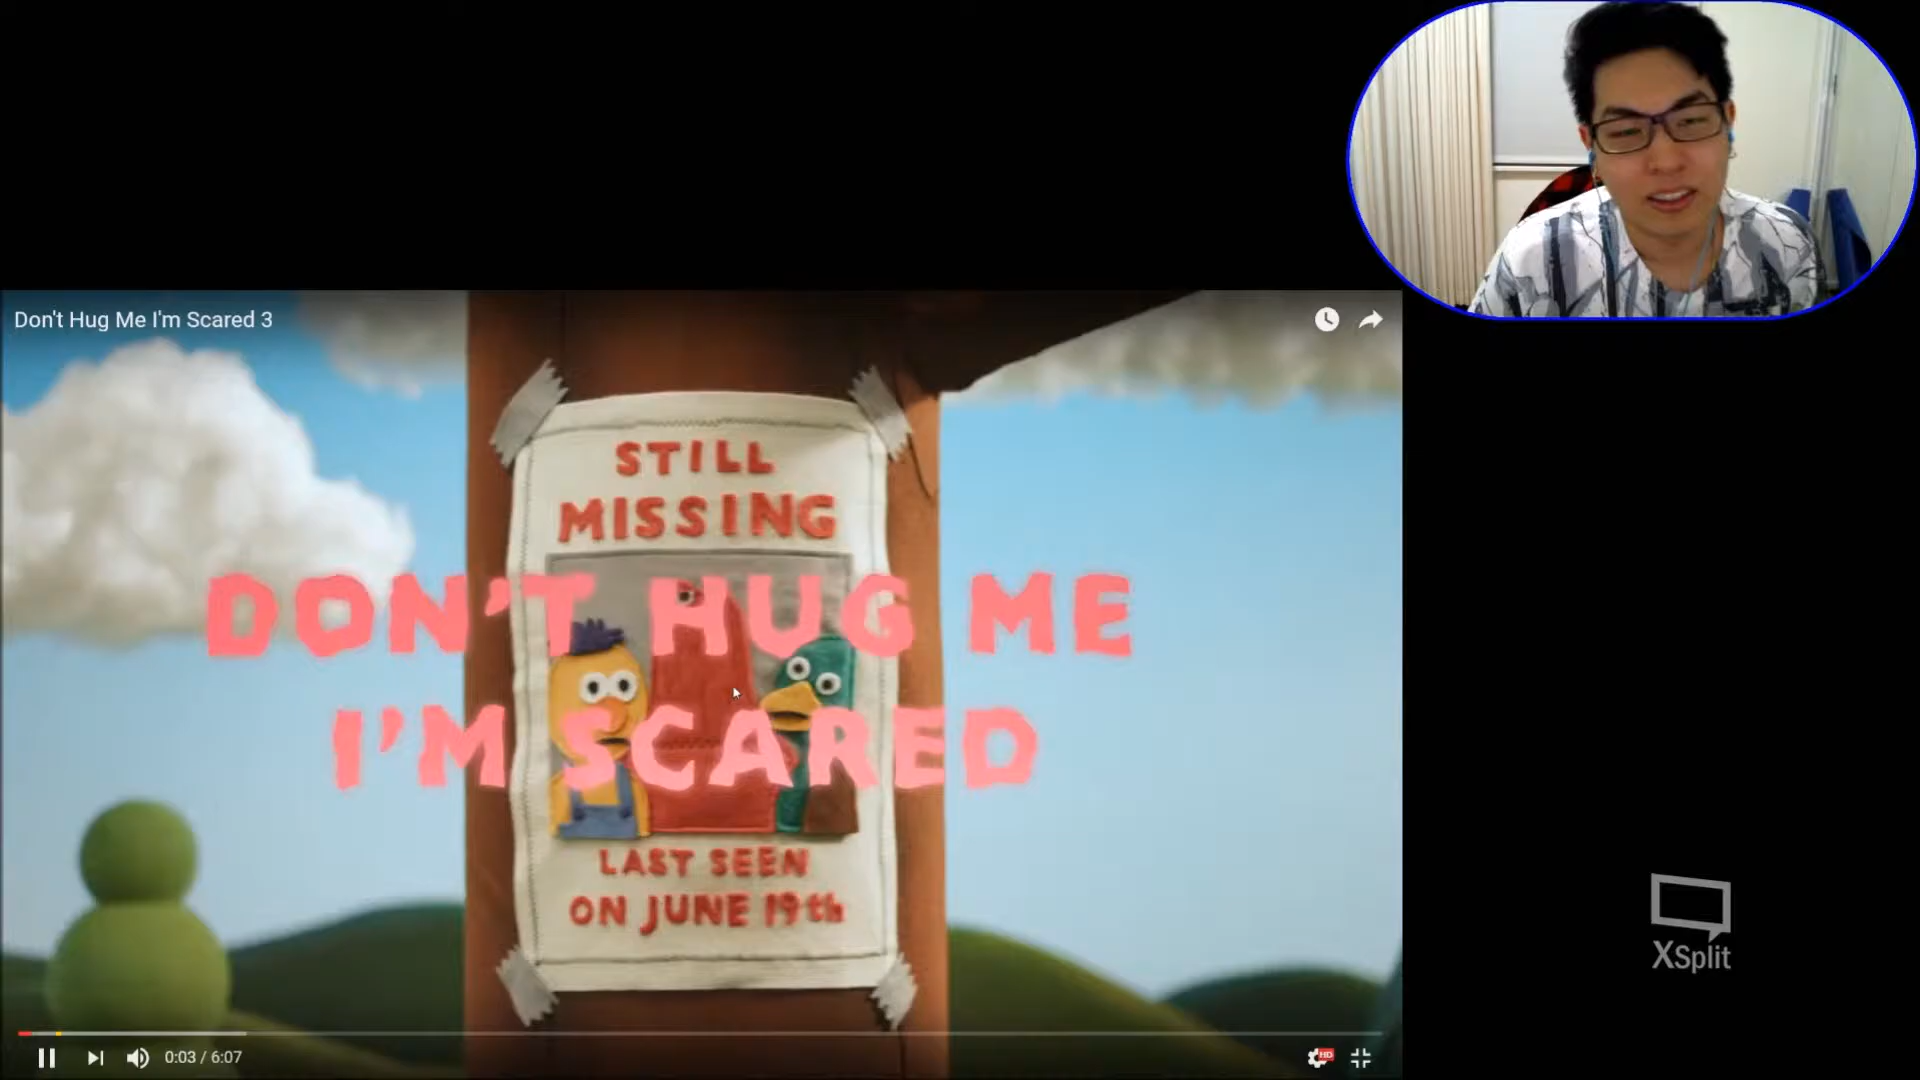 Don't Hug Me I'm Scared 3
STILL
MISSING
DON'T HUG ME
I'M SCARED
LAST SEEN
ON JUNE 19th
0:03 / 6:07
HD
XSplit